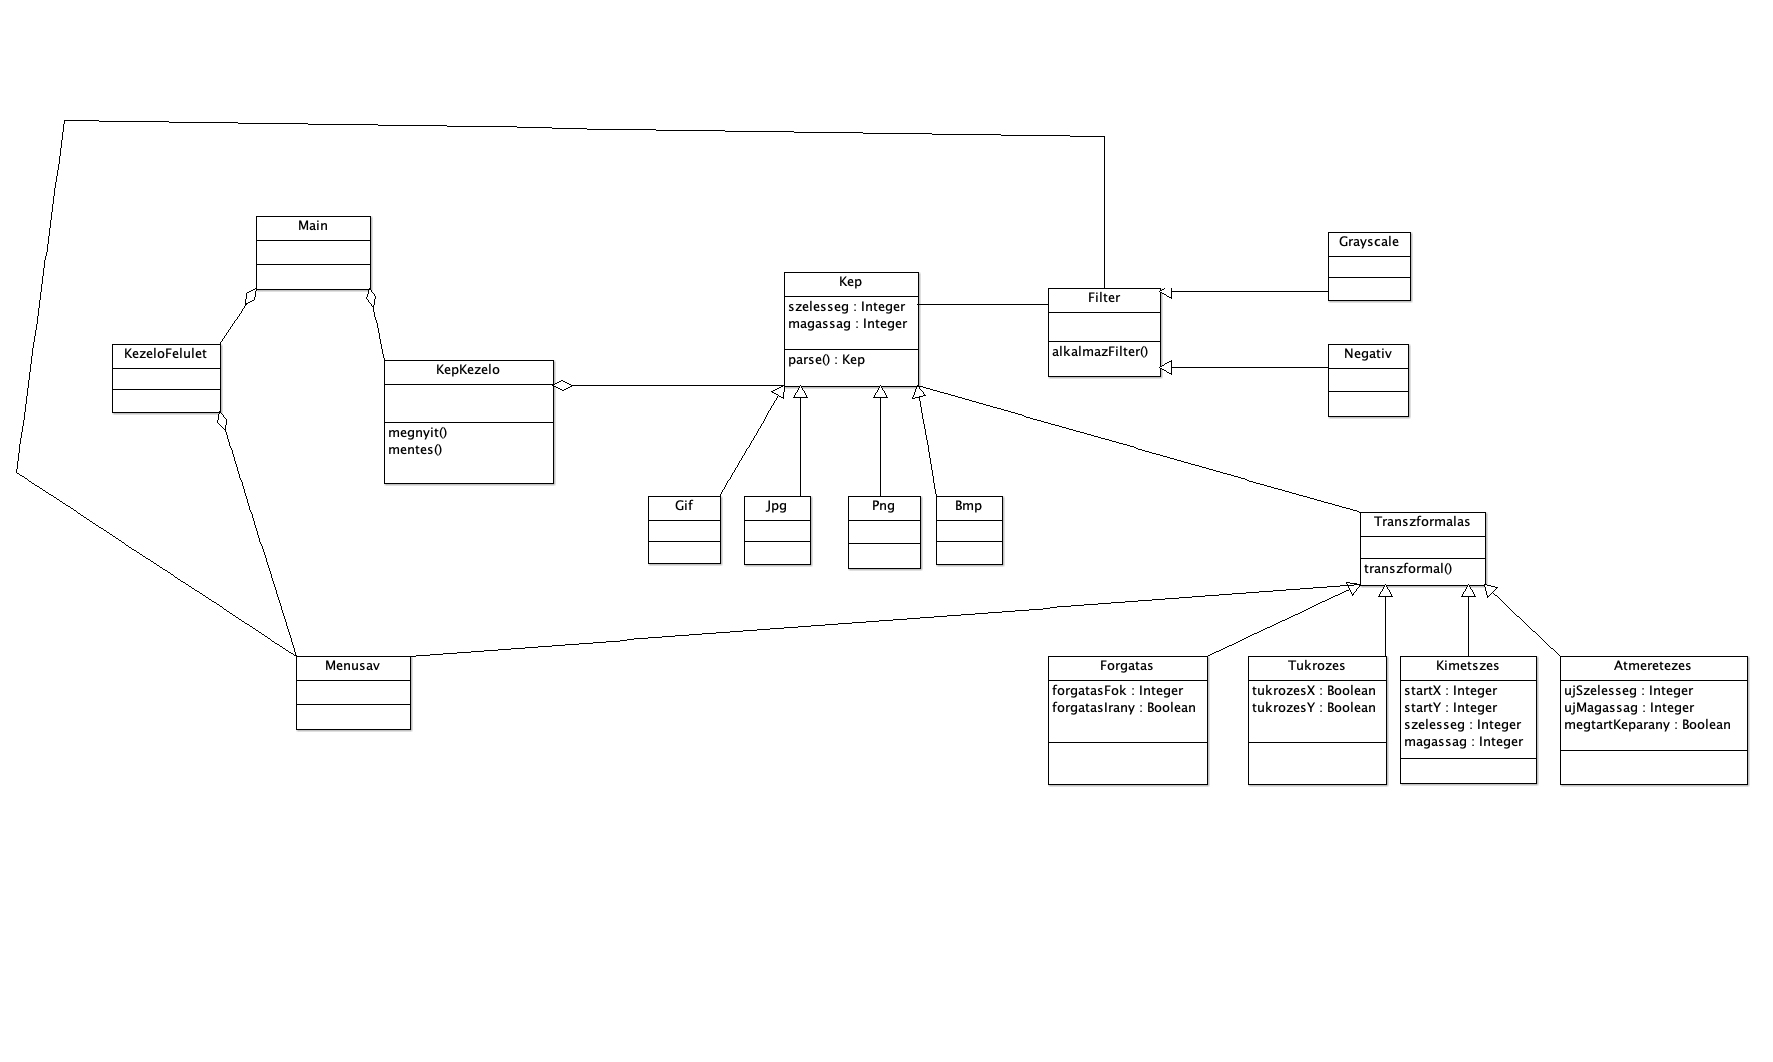 Main
KezeloFelulet
KepKezelo
megnyit()
mentes()
Kep
szelesseg : Integer
magassag : Integer
parse() : Kep
Filter
alkalmazFilter()
Grayscale
Negativ
Gif
Jpg
Png
Bmp
Transzformalas
transzformal()
Menusav
Forgatas
forgatasFok : Integer
forgatasIrany : Boolean
Tukrozes
tukrozesX : Boolean
tukrozesY : Boolean
Kimetszes
startX : Integer
startY : Integer
szelesseg : Integer
magassag : Integer
Atmeretezes
ujSzelesseg : Integer
ujMagassag : Integer
megtartKeparany : Boolean